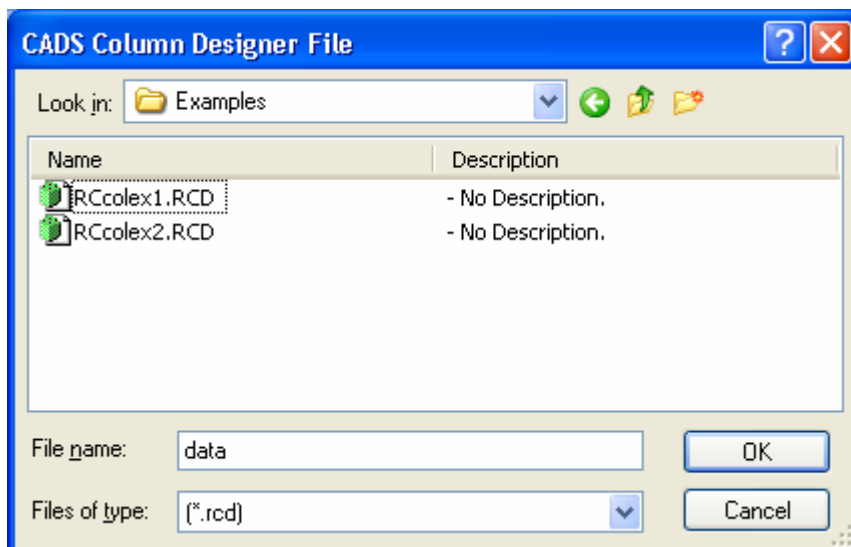 CADS Column Designer File
Look in: Examples
Name Description
RCcolex1.RCD - No Description.
RCcolex2.RCD - No Description.
File name: data OK
Files of type: (*.rcd) Cancel